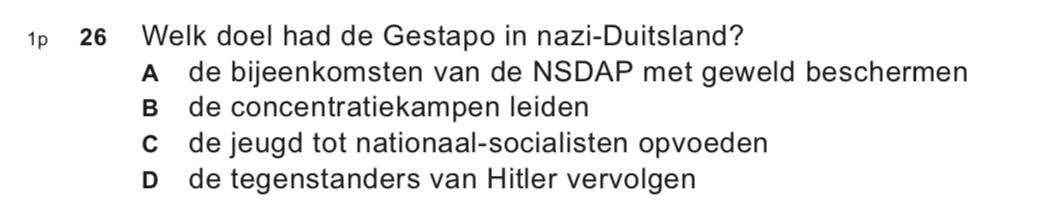 1p 26 Welk doel had de Gestapo in nazi-Duitsland?
A de bijeenkomsten van de NSDAP met geweld beschermen
B de concentratiekampen leiden
C de jeugd tot nationaal-socialisten opvoeden
D de tegenstanders van Hitler vervolgen